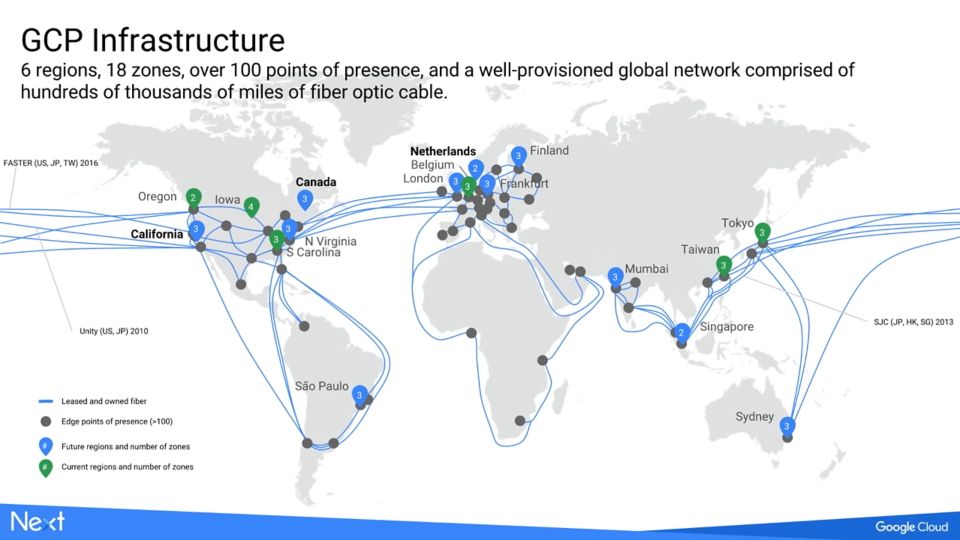 GCP Infrastructure
6 regions, 18 zones, over 100 points of presence, and a well-provisioned global network comprised of
hundreds of thousands of miles of fiber optic cable.
FASTER (US, JP, TW) 2016
Netherlands
Belgium
London
Finland
Frankfurt
3
2
3
3
3
Canada
3
Oregon
2
Iowa
4
California
3
3
3
N Virginia
S Carolina
Tokyo
3
Taiwan
3
Mumbai
3
Unity (US, JP) 2010
SJC (JP, HK, SG) 2013
Singapore
2
São Paulo
3
Sydney
3
Leased and owned fiber
Edge points of presence (>100)
# Future regions and number of zones
# Current regions and number of zones
Next
Google Cloud